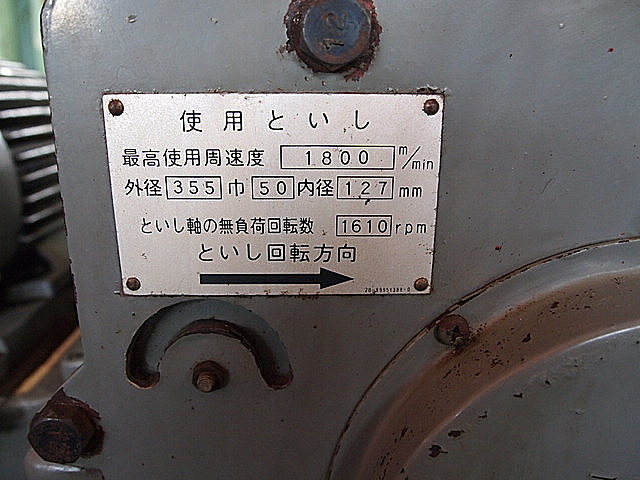 使用といし
最高使用周速度 1800 m/min
外径 355 巾 50 内径 127 mm
といし軸の無負荷回転数 1610 rpm
といし回転方向